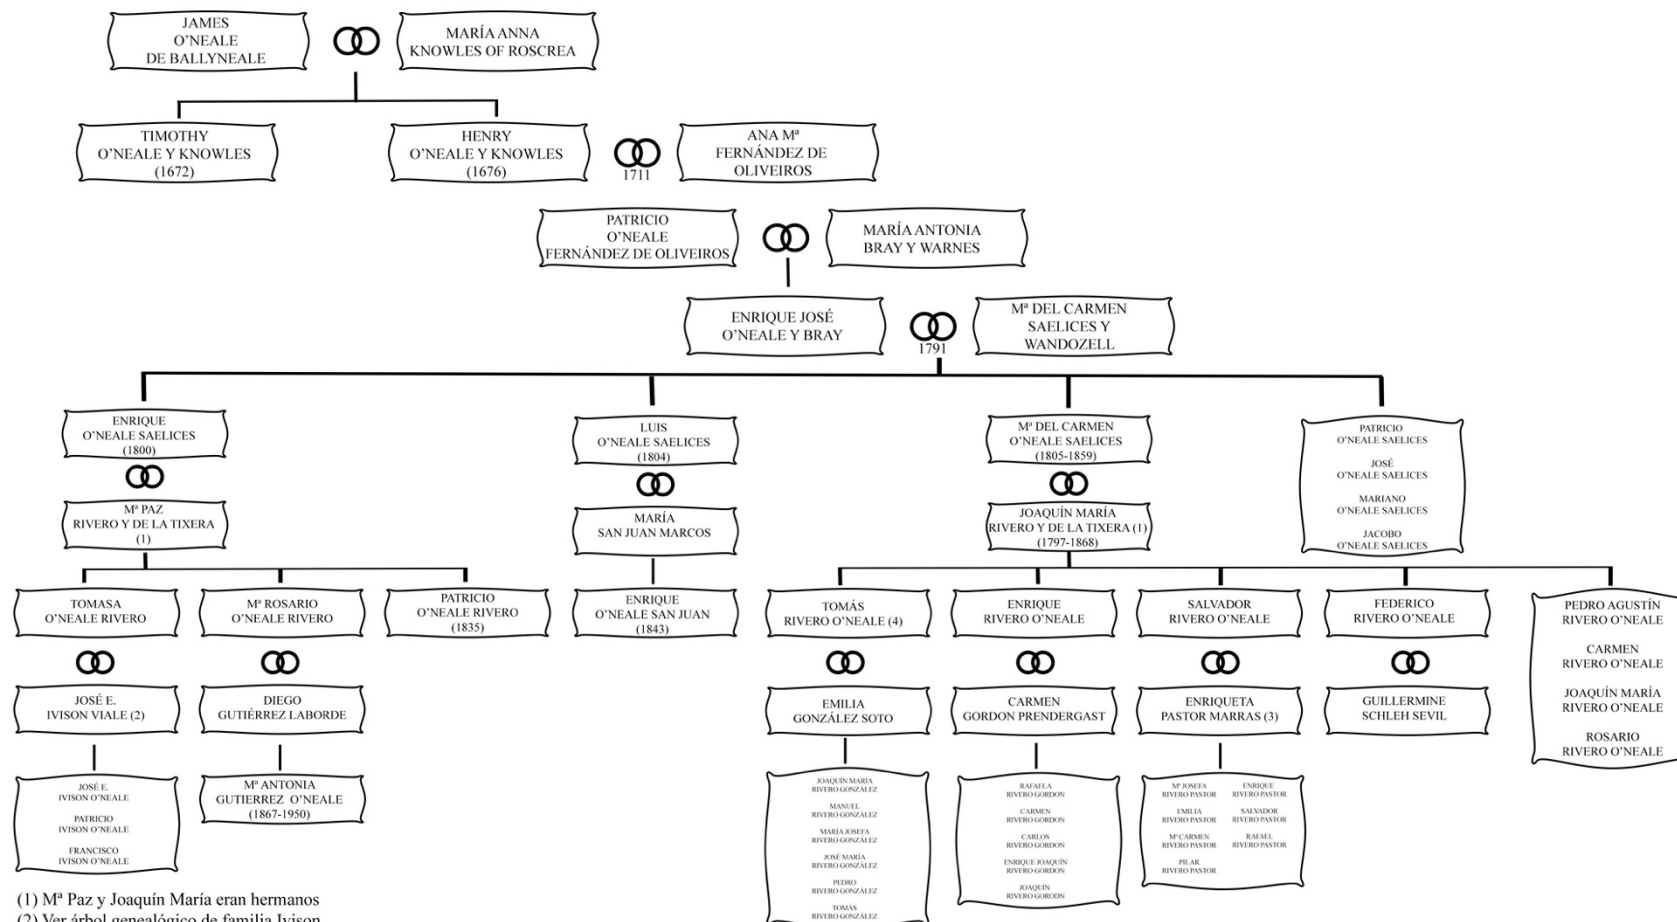 JAMES
O'NEALE
DE BALLYNEALE
MARÍA ANNA
KNOWLES OF ROSCREA
TIMOTHY
O'NEALE Y KNOWLES
(1672)
HENRY
O'NEALE Y KNOWLES
(1676)
1711
ANA Mª
FERNÁNDEZ DE
OLIVEIROS
PATRICIO
O'NEALE
FERNÁNDEZ DE OLIVEIROS
MARÍA ANTONIA
BRAY Y WARNES
ENRIQUE JOSÉ
O'NEALE Y BRAY
1791
Mª DEL CARMEN
SAELICES Y
WANDOZELL
ENRIQUE
O'NEALE SAELICES
(1800)
LUIS
O'NEALE SAELICES
(1804)
Mª DEL CARMEN
O'NEALE SAELICES
(1805-1859)
PATRICIO
O'NEALE SAELICES
JOSÉ
O'NEALE SAELICES
MARIANO
O'NEALE SAELICES
JACOBO
O'NEALE SAELICES
Mª PAZ
RIVERO Y DE LA TIXERA
(1)
MARÍA
SAN JUAN MARCOS
JOAQUÍN MARÍA
RIVERO Y DE LA TIXERA (1)
(1797-1868)
TOMASA
O'NEALE RIVERO
Mª ROSARIO
O'NEALE RIVERO
PATRICIO
O'NEALE RIVERO
(1835)
ENRIQUE
O'NEALE SAN JUAN
(1843)
TOMÁS
RIVERO O'NEALE (4)
ENRIQUE
RIVERO O'NEALE
SALVADOR
RIVERO O'NEALE
FEDERICO
RIVERO O'NEALE
PEDRO AGUSTÍN
RIVERO O'NEALE
CARMEN
RIVERO O'NEALE
JOAQUÍN MARÍA
RIVERO O'NEALE
ROSARIO
RIVERO O'NEALE
JOSÉ E.
IVISON VIALE (2)
DIEGO
GUTIÉRREZ LABORDE
EMILIA
GONZÁLEZ SOTO
CARMEN
GORDON PRENDERGAST
ENRIQUETA
PASTOR MARRAS (3)
GUILLERMINE
SCHLEH SEVIL
JOSÉ E.
IVISON O'NEALE
PATRICIO
IVISON O'NEALE
FRANCISCO
IVISON O'NEALE
Mª ANTONIA
GUTIERREZ O'NEALE
(1867-1950)
JOAQUÍN MARÍA
RIVERO GONZÁLEZ
MANUEL
RIVERO GONZÁLEZ
MARÍA JOSEFA
RIVERO GONZÁLEZ
JOSÉ MARÍA
RIVERO GONZÁLEZ
PEDRO
RIVERO GONZÁLEZ
TOMÁS
RIVERO GONZÁLEZ
RAFAELA
RIVERO GORDON
CARMEN
RIVERO GORDON
CARLOS
RIVERO GORDON
ENRIQUE JOAQUÍN
RIVERO GORDON
JOAQUÍN
RIVERO GORODN
Mª JOSEFA
RIVERO PASTOR
EMILIA
RIVERO PASTOR
Mª CARMEN
RIVERO PASTOR
PILAR
RIVERO PASTOR
ENRIQUE
RIVERO PASTOR
SALVADOR
RIVERO PASTOR
RAFAEL
RIVERO PASTOR
(1) Mª Paz y Joaquín María eran hermanos
(2) Ver árbol genealógico de familia Ivison